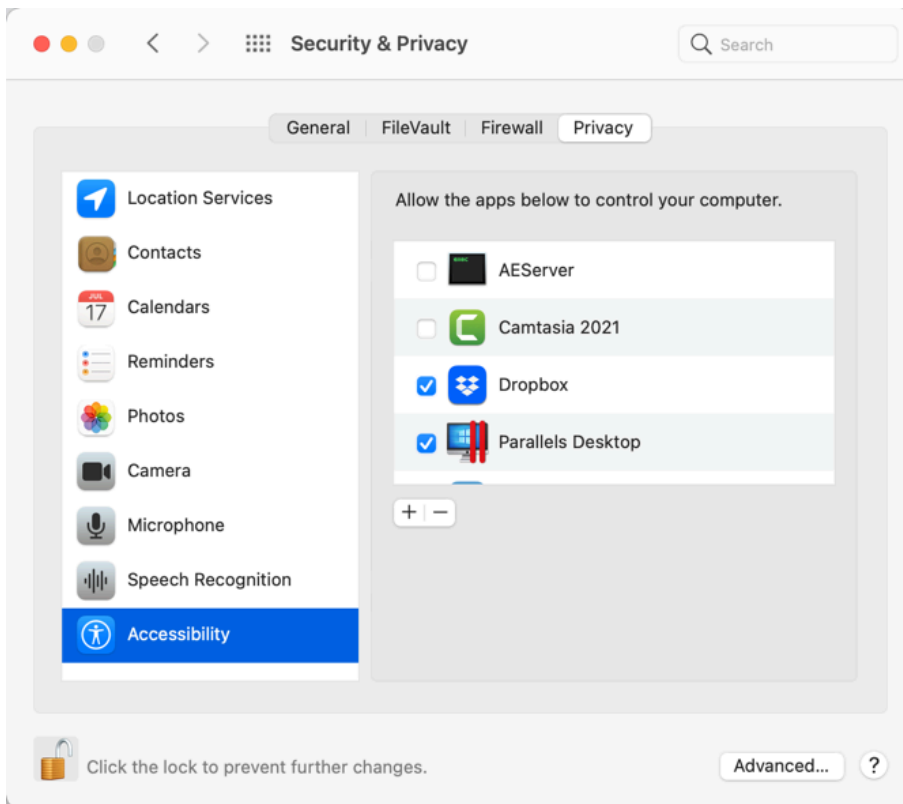 Security & Privacy
Search
General
FileVault
Firewall
Privacy
Location Services
Contacts
JUL
17
Calendars
Reminders
Photos
Camera
Microphone
Speech Recognition
Accessibility
Allow the apps below to control your computer.
AEServer
Camtasia 2021
Dropbox
Parallels Desktop
+ −
Click the lock to prevent further changes.
Advanced...
?